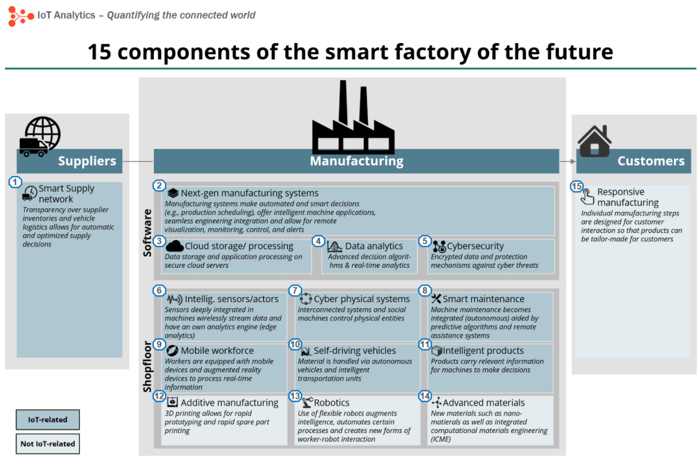 IoT Analytics – Quantifying the connected world
15 components of the smart factory of the future
Suppliers
Manufacturing
Customers
1
Smart Supply
network
Transparency over supplier
inventories and vehicle
logistics allows for automatic
and optimized supply
decisions
Software
2
Next-gen manufacturing systems
Manufacturing systems make automated and smart decisions
(e.g., production scheduling), offer intelligent machine applications,
seamless engineering integration and allow for remote
visualization, monitoring, control, and alerts
3
Cloud storage/ processing
Data storage and application processing on
secure cloud servers
4
Data analytics
Advanced decision algorit-
hms & real-time analytics
5
Cybersecurity
Encrypted data and protection
mechanisms against cyber threats
15
Responsive
manufacturing
Individual manufacturing steps
are designed for customer
interaction so that products can
be tailor-made for customers
Shopfloor
6
Intellig. sensors/actors
Sensors deeply integrated in
machines wirelessly stream data and
have an own analytics engine (edge
analytics)
7
Cyber physical systems
Interconnected systems and social
machines control physical entities
8
Smart maintenance
Machine maintenance becomes
integrated (autonomous) aided by
predictive algorithms and remote
assistance systems
9
Mobile workforce
Workers are equipped with mobile
devices and augmented reality
devices to process real-time
information
10
Self-driving vehicles
Material is handled via autonomous
vehicles and intelligent
transportation units
11
Intelligent products
Products carry relevant information
for machines to make decisions
12
Additive manufacturing
3D printing allows for rapid
prototyping and rapid spare part
printing
13
Robotics
Use of flexible robots augments
intelligence, automates certain
processes and creates new forms of
worker-robot interaction
14
Advanced materials
New materials such as nano-
materials as well as integrated
computational materials engineering
(ICME)
IoT-related
Not IoT-related